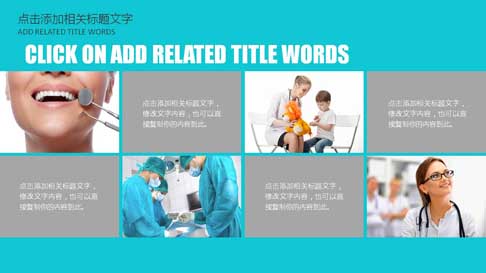 点击添加相关标题文字
ADD RELATED TITLE WORDS
CLICK ON ADD RELATED TITLE WORDS
点击添加相关标题文字，
修改文字内容，也可以直
接复制你的内容到此。
点击添加相关标题文字，
修改文字内容，也可以直
接复制你的内容到此。
点击添加相关标题文字，
修改文字内容，也可以直
接复制你的内容到此。
点击添加相关标题文字，
修改文字内容，也可以直
接复制你的内容到此。